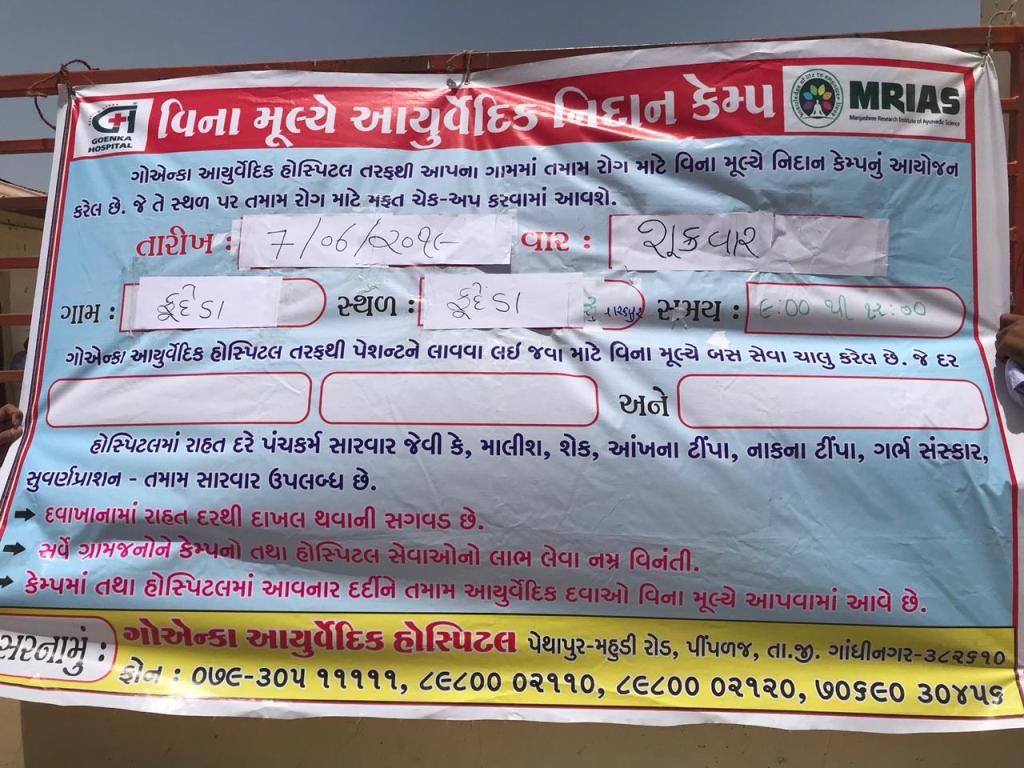 GOENKA HOSPITAL
વિના મૂલ્યે આયુર્વેદિક નિદાન કેમ્પ
MRIAS
Manjushree Research Institute of Ayurvedic Science
ગોએન્કા આયુર્વેદિક હોસ્પિટલ તરફથી આપના ગામમાં તમામ રોગ માટે વિના મૂલ્યે નિદાન કેમ્પનું આયોજન
કરેલ છે. જે તે સ્થળ પર તમામ રોગ માટે મફત ચેક-અપ કરવામાં આવશે.
તારીખ : 7/06/૨૦૧૯ વાર : શુક્રવાર
ગામ : કુદેડા સ્થળ : કુદેડા સમય : ૯:00 થી ૧૨:00
ગોએન્કા આયુર્વેદિક હોસ્પિટલ તરફથી પેશન્ટને લાવવા લઈ જવા માટે વિના મૂલ્યે બસ સેવા ચાલુ કરેલ છે. જે દર
અને
હોસ્પિટલમાં રાહત દરે પંચકર્મ સારવાર જેવી કે, માલીશ, શેક, આંખના ટીંપા, નાકના ટીંપા, ગર્ભ સંસ્કાર,
સુવર્ણપ્રાશન - તમામ સારવાર ઉપલબ્ધ છે.
➡ દવાખાનામાં રાહત દરથી દાખલ થવાની સગવડ છે.
➡ સર્વે ગ્રામજનોને કેમ્પનો તથા હોસ્પિટલ સેવાઓનો લાભ લેવા નમ્ર વિનંતી.
➡ કેમ્પમાં તથા હોસ્પિટલમાં આવનાર દર્દીને તમામ આયુર્વેદિક દવાઓ વિના મૂલ્યે આપવામાં આવે છે.
સરનામું : ગોએન્કા આયુર્વેદિક હોસ્પિટલ પેથાપુર-મહુડી રોડ, પીંપળજ, તા.જી. ગાંધીનગર-૩૮૨૬૧૦
ફોન : ૦૭૯-૩૦૫ ૧૧૧૧૧, ૮૯૮૦૦ ૦૨૧૧૦, ૮૯૮૦૦ ૦૨૧૨૦, ૭૦૬૯૦ ૩૦૪૫૬